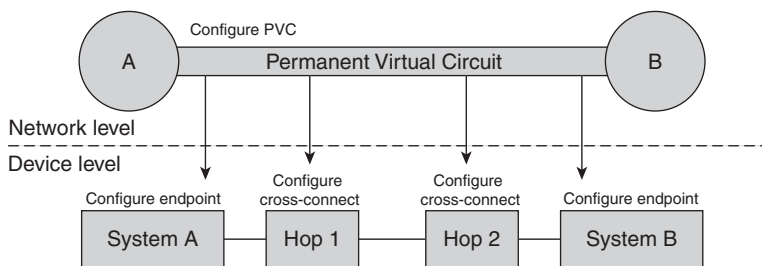 Configure PVC
A
Permanent Virtual Circuit
B
Network level
Device level
Configure endpoint
Configure
cross-connect
Configure
cross-connect
Configure endpoint
System A
Hop 1
Hop 2
System B